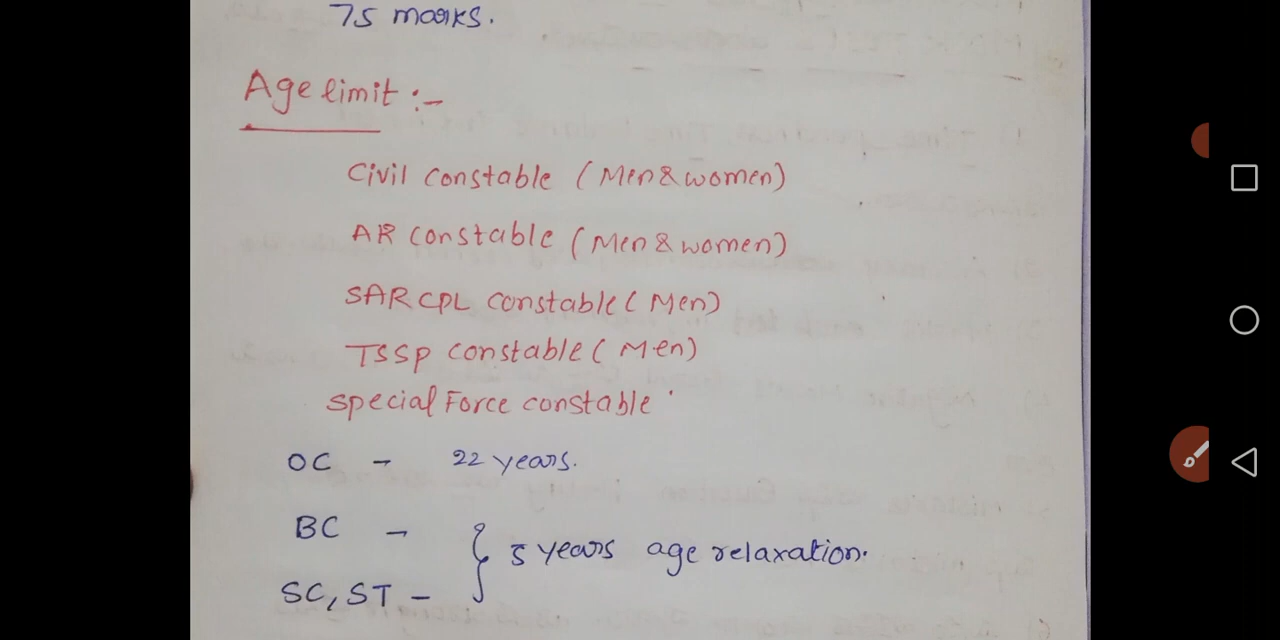 75 marks.
Age limit :-
Civil constable (Men & women)
AR constable (Men & women)
SAR CPL constable (Men)
TSSP constable (Men)
Special Force constable
OC - 22 years.
BC -
SC, ST - } 5 years age relaxation.